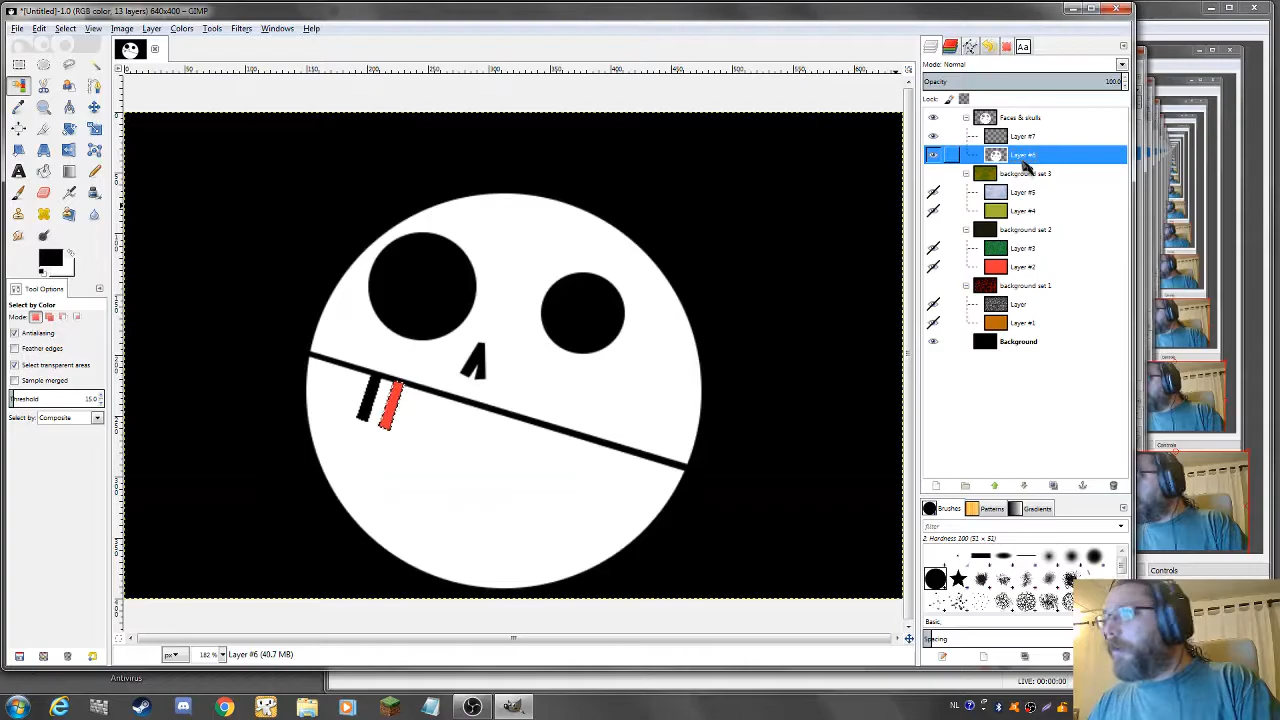 *[Untitled]-1.0 (RGB color, 13 layers) 640x400 – GIMP
File Edit Select View Image Layer Colors Tools Filters Windows Help
Mode: Normal
Opacity 100.0
Lock:
Faces & skulls
Layer #7
Layer #6
background set 3
Layer #5
Layer #4
background set 2
Layer #3
Layer #2
background set 1
Layer
Layer #1
Background
Tool Options
Select by Color
Mode:
Antialiasing
Feather edges
Select transparent areas
Sample merged
Threshold 15.0
Select by: Composite
Brushes Patterns Gradients
filter
2. Hardness 100 (51 × 51)
Basic,
Spacing
px 182 % Layer #6 (40.7 MB)
Antivirus
Controls
LIVE: 00:00:00
NL